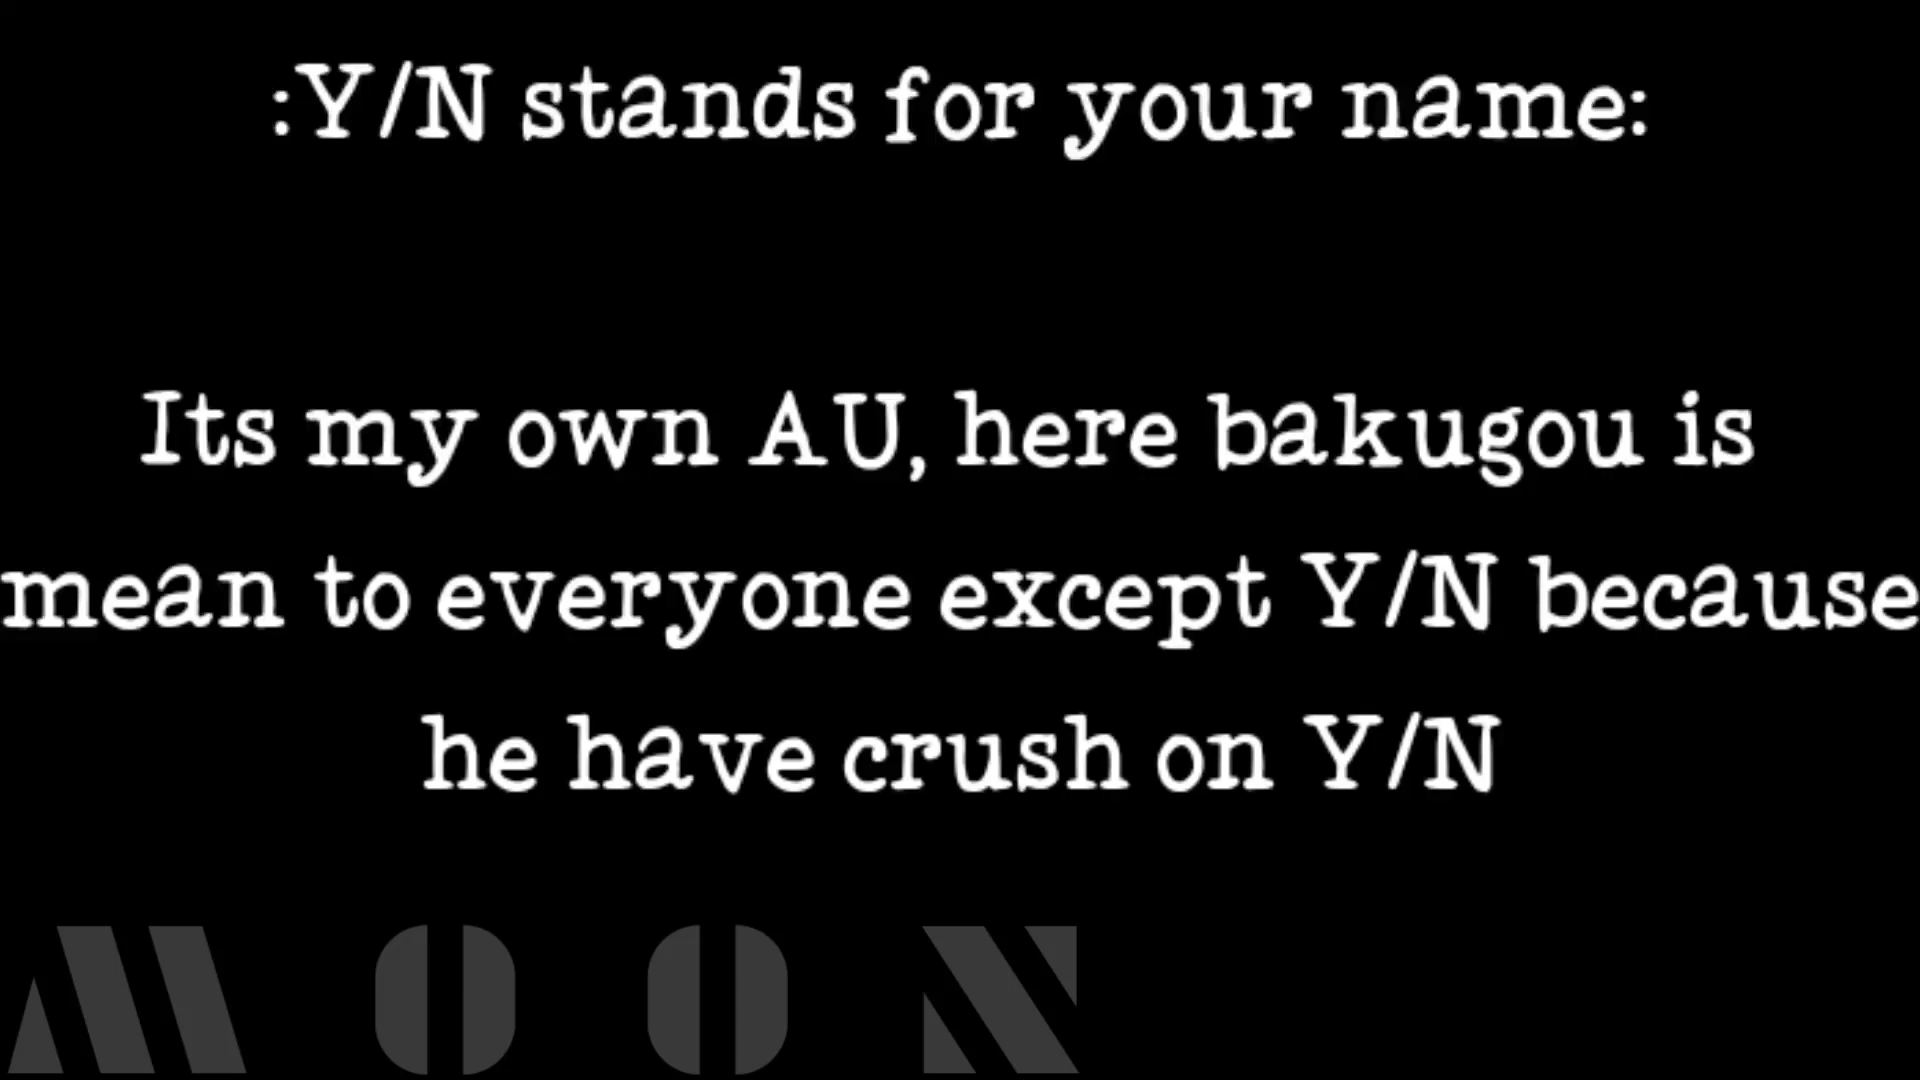 :Y/N stands for your name:
Its my own AU, here bakugou is
mean to everyone except Y/N because
he have crush on Y/N
MOON